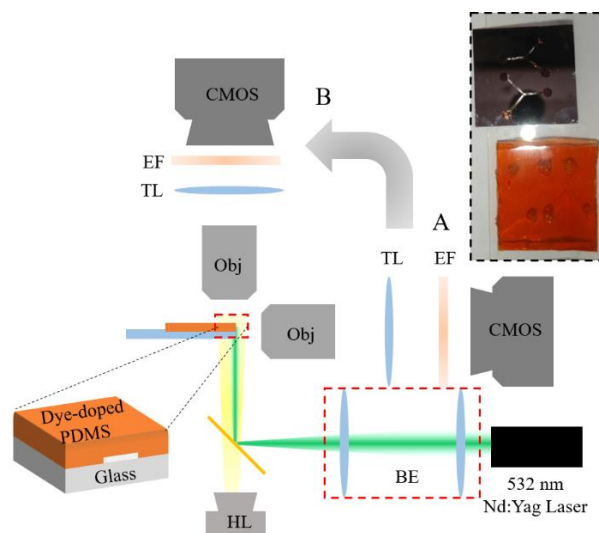 CMOS
B
EF
TL
A
TL
EF
Obj
Obj
CMOS
Dye-doped
PDMS
Glass
BE
532 nm
Nd:Yag Laser
HL